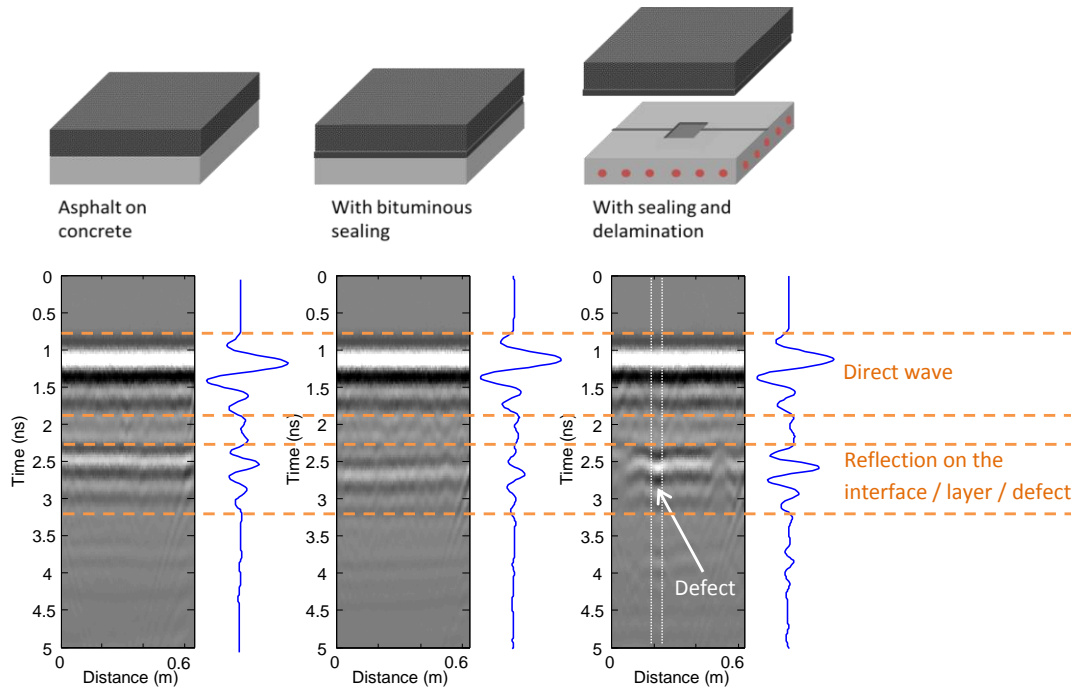 Asphalt on
concrete
With bituminous
sealing
With sealing and
delamination
0
0.5
1
1.5
2
2.5
3
3.5
4
4.5
5
Time (ns)
0
0.6
Distance (m)
0
0.5
1
1.5
2
2.5
3
3.5
4
4.5
5
Time (ns)
0
0.6
Distance (m)
0
0.5
1
1.5
2
2.5
3
3.5
4
4.5
5
Time (ns)
0
0.6
Distance (m)
Defect
Direct wave
Reflection on the
interface / layer / defect